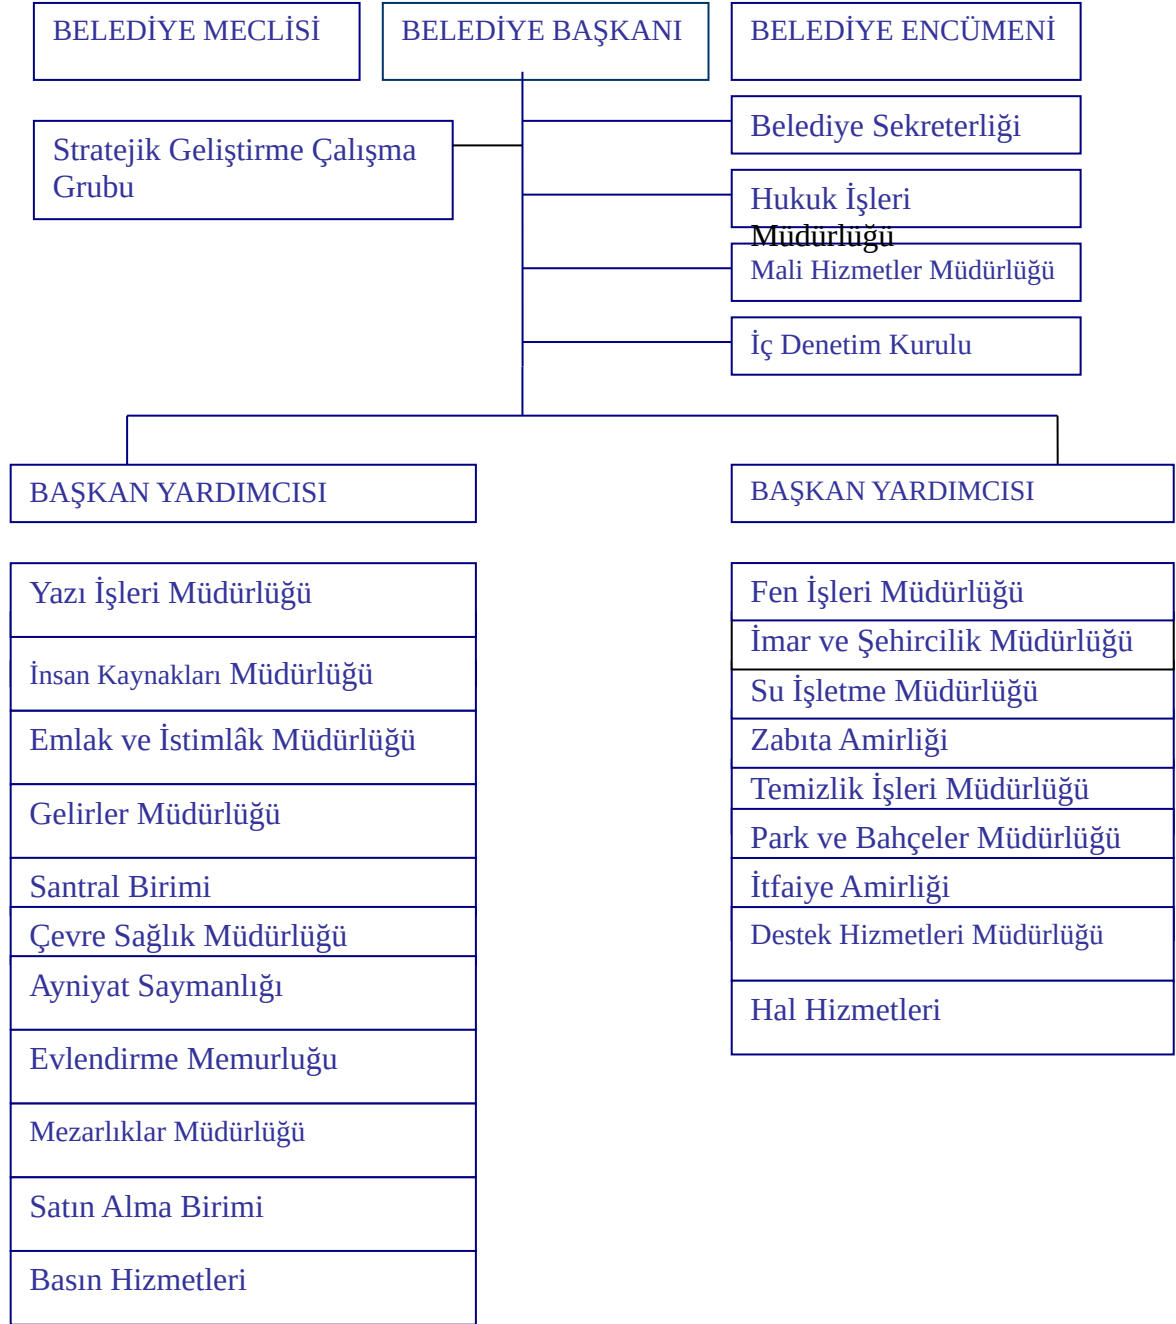 BELEDİYE MECLİSİ
BELEDİYE BAŞKANI
BELEDİYE ENCÜMENİ
Stratejik Geliştirme Çalışma
Grubu
Belediye Sekreterliği
Hukuk İşleri
Müdürlüğü
Mali Hizmetler Müdürlüğü
İç Denetim Kurulu
BAŞKAN YARDIMCISI
Yazı İşleri Müdürlüğü
İnsan Kaynakları Müdürlüğü
Emlak ve İstimlâk Müdürlüğü
Gelirler Müdürlüğü
Santral Birimi
Çevre Sağlık Müdürlüğü
Ayniyat Saymanlığı
Evlendirme Memurluğu
Mezarlıklar Müdürlüğü
Satın Alma Birimi
Basın Hizmetleri
BAŞKAN YARDIMCISI
Fen İşleri Müdürlüğü
İmar ve Şehircilik Müdürlüğü
Su İşletme Müdürlüğü
Zabıta Amirliği
Temizlik İşleri Müdürlüğü
Park ve Bahçeler Müdürlüğü
İtfaiye Amirliği
Destek Hizmetleri Müdürlüğü
Hal Hizmetleri